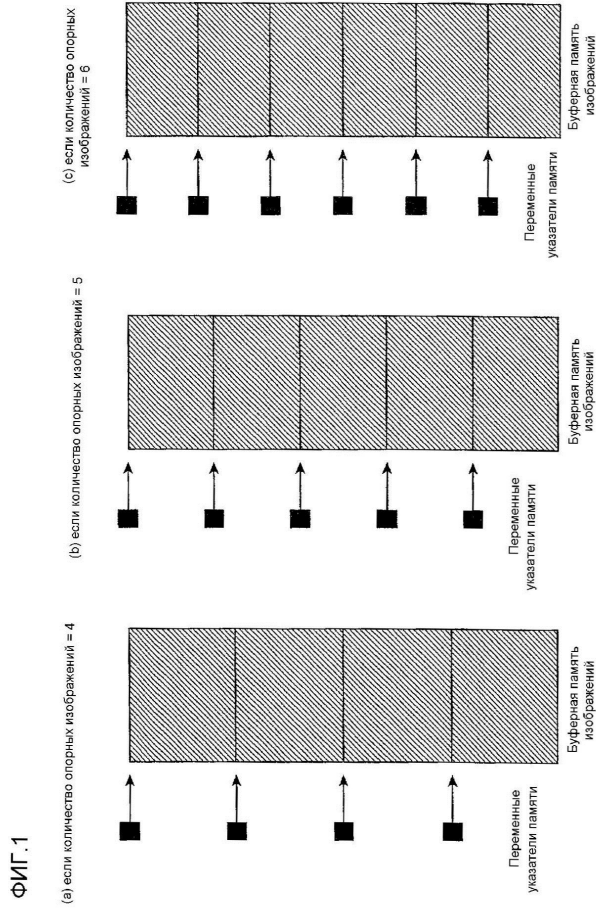 ФИГ.1
(a) если количество опорных изображений = 4
Переменные
указатели памяти
Буферная память
изображений
(b) если количество опорных изображений = 5
Переменные
указатели памяти
Буферная память
изображений
(c) если количество опорных
изображений = 6
Переменные
указатели памяти
Буферная память
изображений